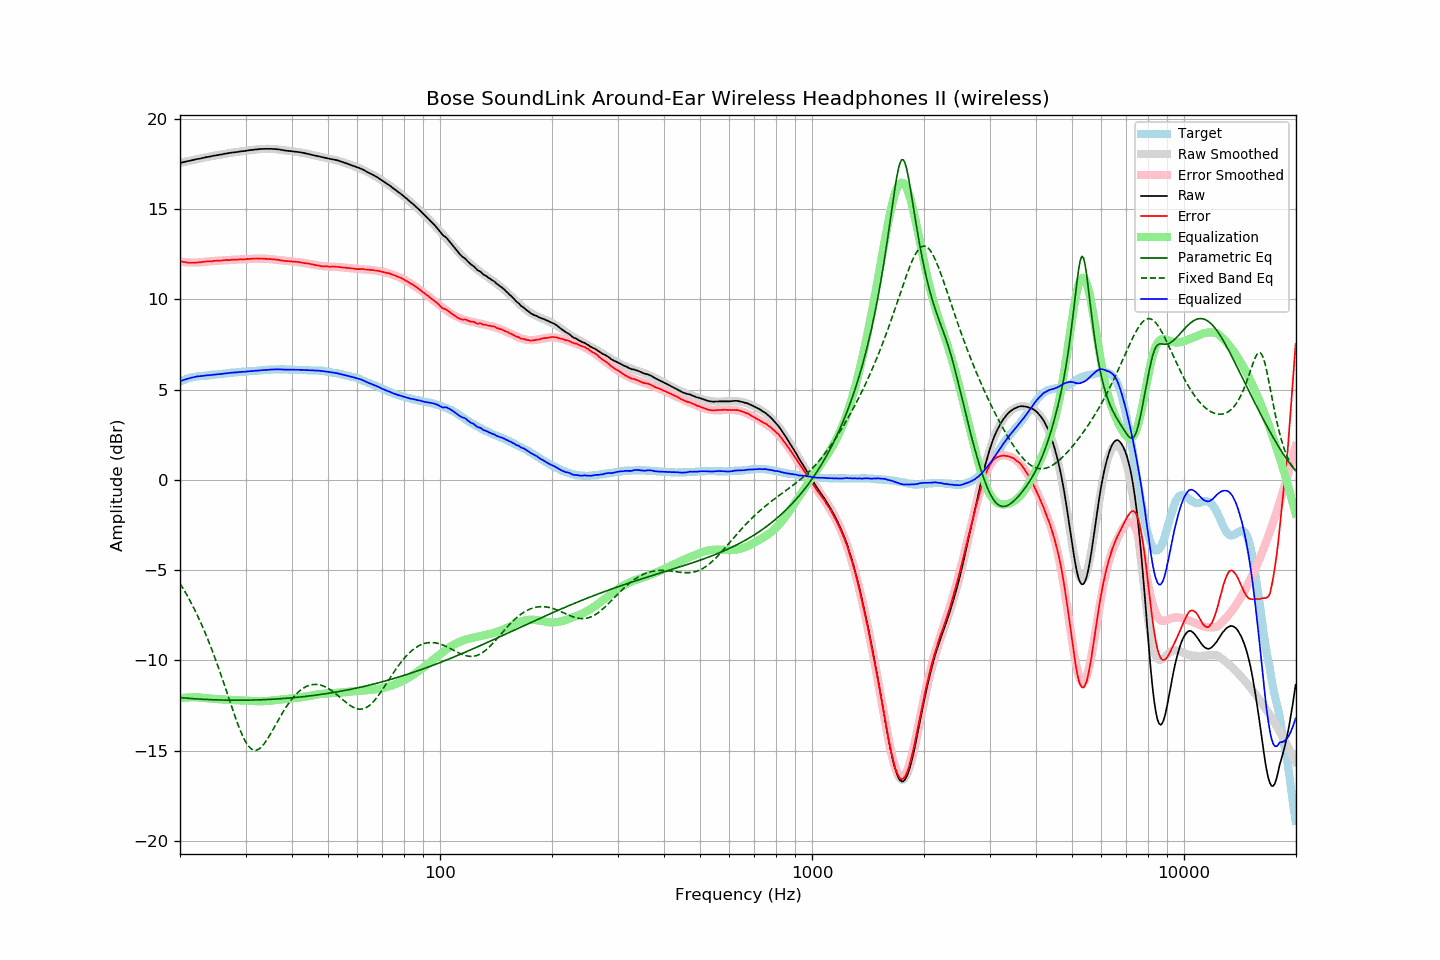 Bose SoundLink Around-Ear Wireless Headphones II (wireless)
Amplitude (dBr)
20
15
10
5
0
−5
−10
−15
−20
Target
Raw Smoothed
Error Smoothed
Raw
Error
Equalization
Parametric Eq
Fixed Band Eq
Equalized
100
1000
10000
Frequency (Hz)